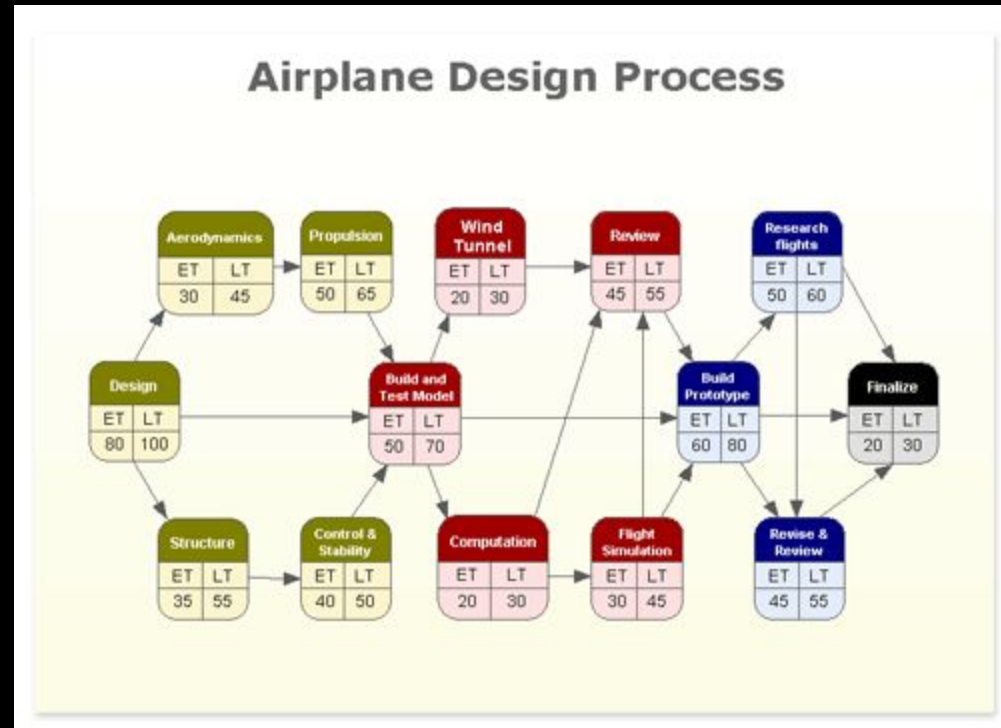 Airplane Design Process
Aerodynamics
ET LT
30 45
Propulsion
ET LT
50 65
Wind
Tunnel
ET LT
20 30
Review
ET LT
45 55
Research
flights
ET LT
50 60
Design
ET LT
80 100
Build and
Test Model
ET LT
50 70
Build
Prototype
ET LT
60 80
Finalize
ET LT
20 30
Structure
ET LT
35 55
Control &
Stability
ET LT
40 50
Computation
ET LT
20 30
Flight
Simulation
ET LT
30 45
Revise &
Review
ET LT
45 55